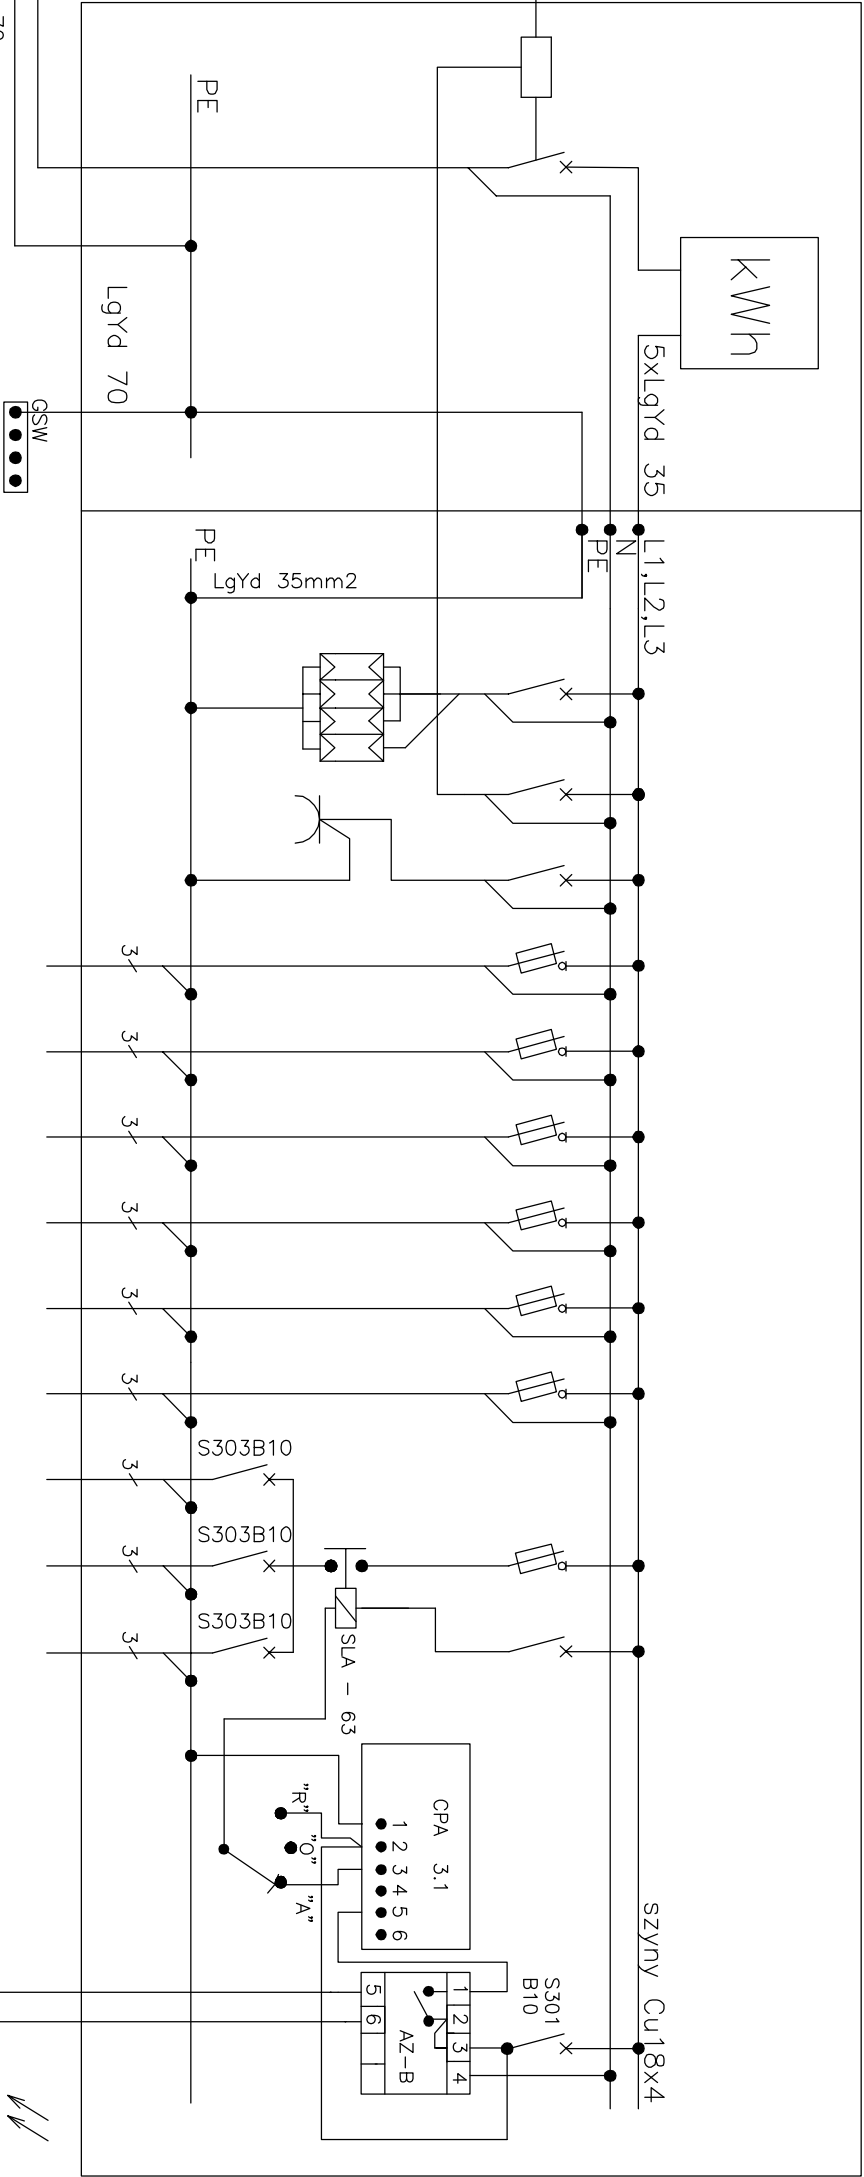 PE
kWh
LgYd 70
5xLgYd 35
GSW
PE
LgYd 35mm2
PE
N
L1,L2,L3
3
3
3
3
3
3
S303B10
3
S303B10
3
S303B10
3
SLA - 63
CPA 3.1
1 2 3 4 5 6
"R"
"O"
"A"
szyny Cu18x4
S301
B10
1 2 3 4
AZ-B
5 6